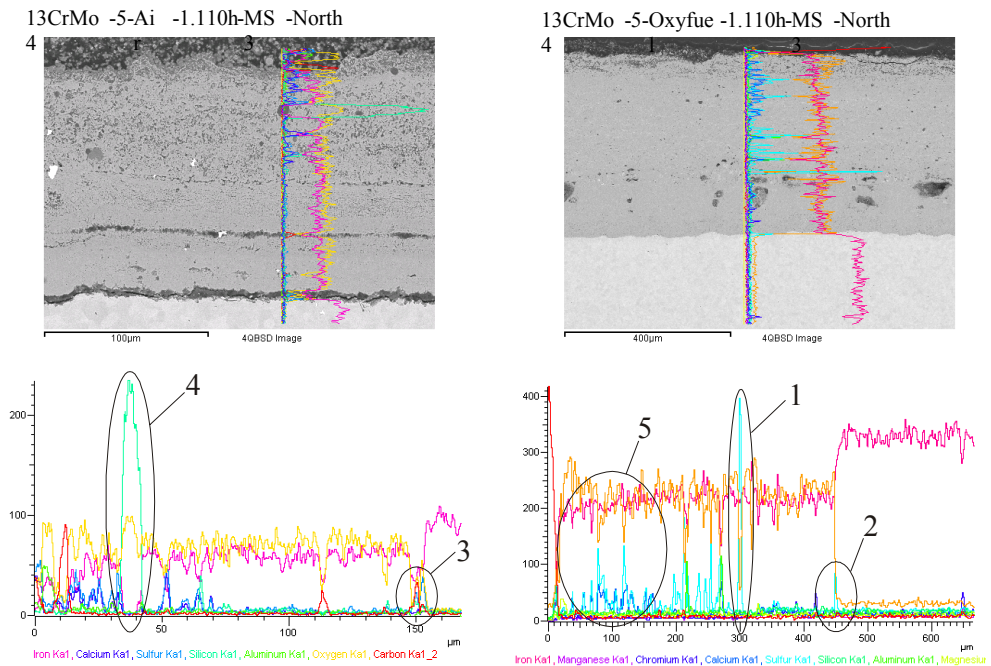 13CrMo -5-Ai -1.110h-MS -North
4 r 3
100µm 4QBSD Image
4
200
100
3
0
0 50 100 150 µm
Iron Ka1, Calcium Ka1, Sulfur Ka1, Silicon Ka1, Aluminum Ka1, Oxygen Ka1, Carbon Ka1_2
13CrMo -5-Oxyfue -1.110h-MS -North
4 1 3
400µm 4QBSD Image
400
1
5
300
200
2
100
0
0 100 200 300 400 500 600 µm
Iron Ka1, Manganese Ka1, Chromium Ka1, Calcium Ka1, Sulfur Ka1, Silicon Ka1, Aluminum Ka1, Magnesium